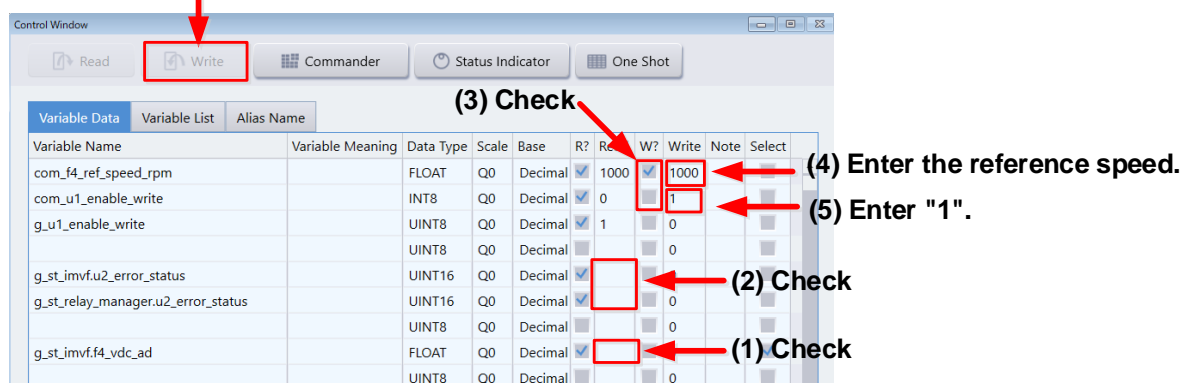 Control Window
Read Write Commander Status Indicator One Shot
(3) Check
Variable Data Variable List Alias Name
Variable Name Variable Meaning Data Type Scale Base R? W? Write Note Select
com_f4_ref_speed_rpm FLOAT Q0 Decimal 1000 1000
(4) Enter the reference speed.
com_u1_enable_write INT8 Q0 Decimal 0 1
(5) Enter "1".
g_u1_enable_write UINT8 Q0 Decimal 1 0
UINT8 Q0 Decimal 0
g_st_imvf.u2_error_status UINT16 Q0 Decimal
(2) Check
g_st_relay_manager.u2_error_status UINT16 Q0 Decimal 0
UINT8 Q0 Decimal 0
g_st_imvf.f4_vdc_ad FLOAT Q0 Decimal
(1) Check
UINT8 Q0 Decimal 0